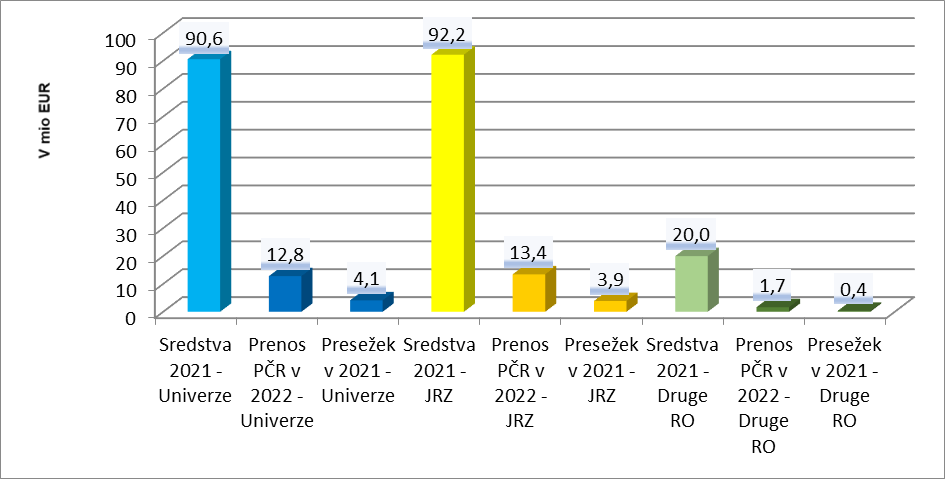 V mio EUR
100
90
80
70
60
50
40
30
20
10
0
90,6
12,8
4,1
92,2
13,4
3,9
20,0
1,7
0,4
Sredstva
2021 -
Univerze
Prenos
PČR v
2022 -
Univerze
Presežek
v 2021 -
Univerze
Sredstva
2021 -
JRZ
Prenos
PČR v
2022 -
JRZ
Presežek
v 2021 -
JRZ
Sredstva
2021 -
Druge
RO
Prenos
PČR v
2022 -
Druge
RO
Presežek
v 2021 -
Druge
RO